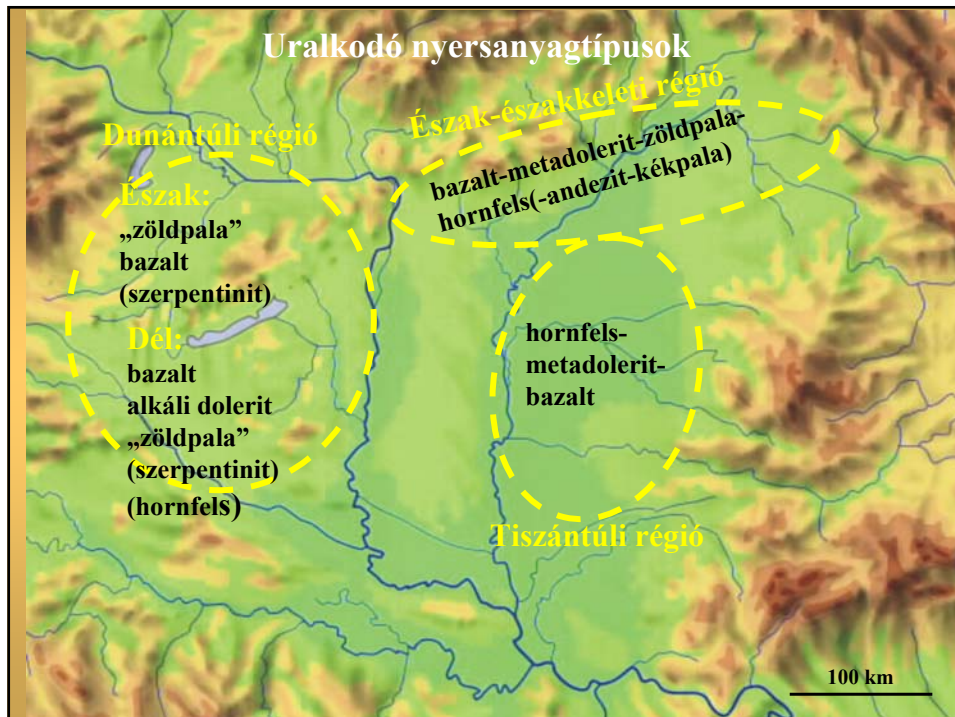 Uralkodó nyersanyagtípusok
Dunántúli régió
Észak:
„zöldpala”
bazalt
(szerpentinit)
Dél:
bazalt
alkáli dolerit
„zöldpala”
(szerpentinit)
(hornfels)
Észak-északkeleti régió
bazalt-metadolerit-zöldpala-
hornfels(-andezit-kékpala)
hornfels-
metadolerit-
bazalt
Tiszántúli régió
100 km